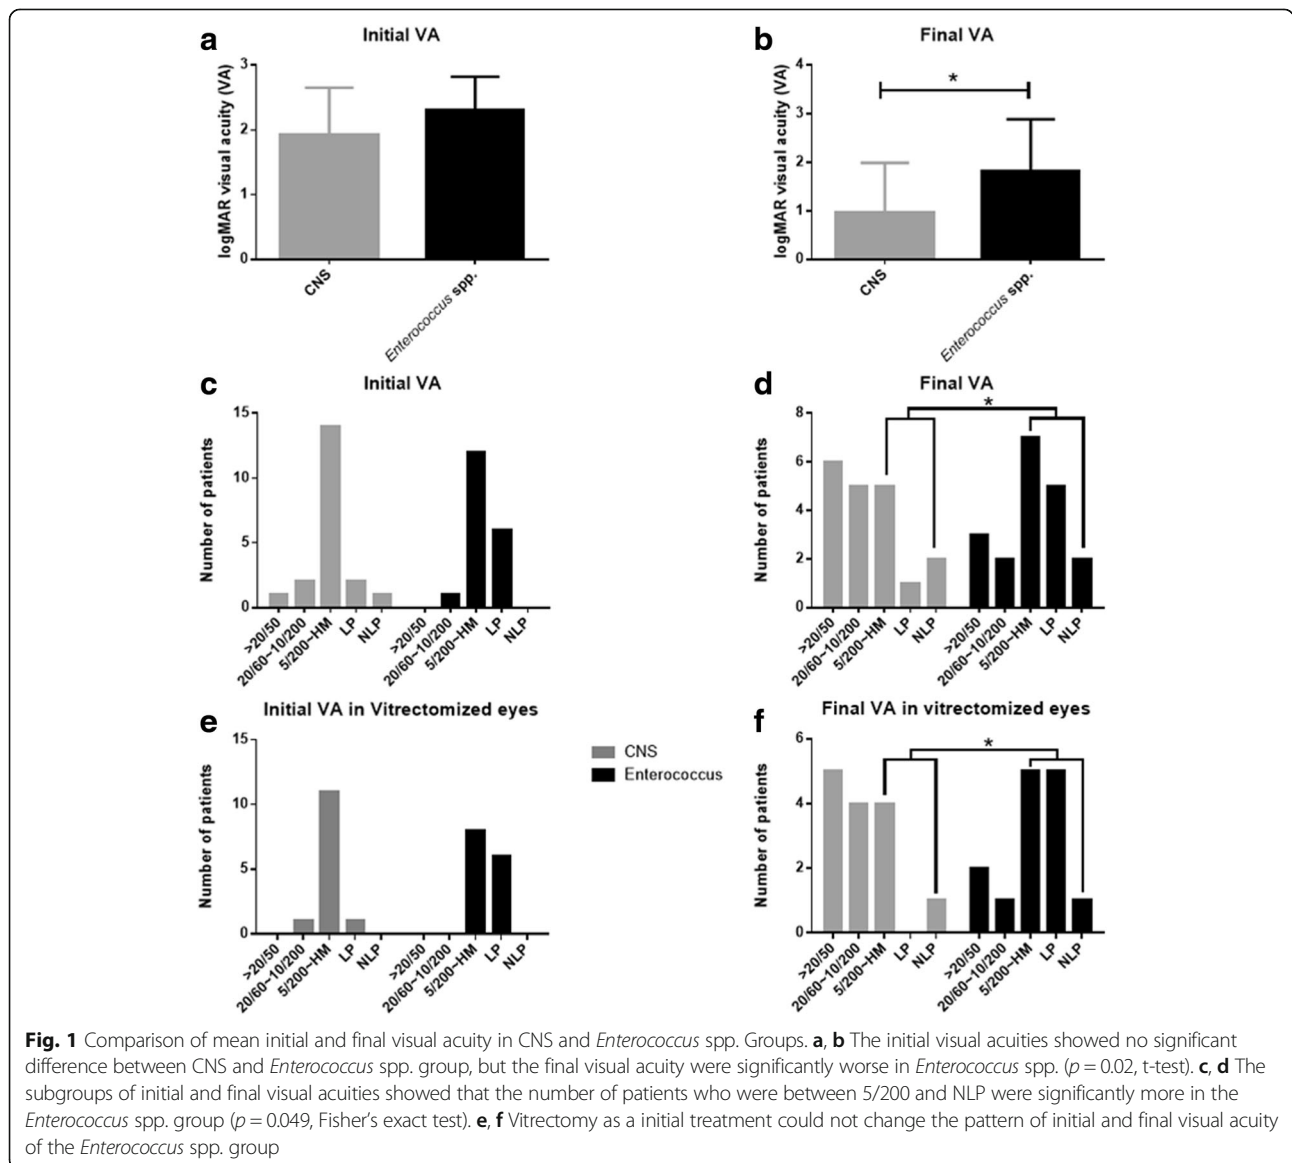 a
Initial VA
logMAR visual acuity (VA)
3
2
1
0
CNS
Enterococcus spp.
b
Final VA
logMAR visual acuity (VA)
4
3
2
1
0
*
CNS
Enterococcus spp.
c
Initial VA
Number of patients
15
10
5
0
>20/50
20/60~10/200
5/200~HM
LP
NLP
>20/50
20/60~10/200
5/200~HM
LP
NLP
d
Final VA
Number of patients
8
6
4
2
0
*
>20/50
20/60~10/200
5/200~HM
LP
NLP
>20/50
20/60~10/200
5/200~HM
LP
NLP
e
Initial VA in Vitrectomized eyes
Number of patients
15
10
5
0
>20/50
20/60~10/200
5/200~HM
LP
NLP
>20/50
20/60~10/200
5/200~HM
LP
NLP
CNS
Enterococcus
f
Final VA in vitrectomized eyes
Number of patients
6
4
2
0
*
>20/50
20/60~10/200
5/200~HM
LP
NLP
>20/50
20/60~10/200
5/200~HM
LP
NLP
Fig. 1 Comparison of mean initial and final visual acuity in CNS and Enterococcus spp. Groups. a, b The initial visual acuities showed no significant
difference between CNS and Enterococcus spp. group, but the final visual acuity were significantly worse in Enterococcus spp. (p = 0.02, t-test). c, d The
subgroups of initial and final visual acuities showed that the number of patients who were between 5/200 and NLP were significantly more in the
Enterococcus spp. group (p = 0.049, Fisher's exact test). e, f Vitrectomy as a initial treatment could not change the pattern of initial and final visual acuity
of the Enterococcus spp. group